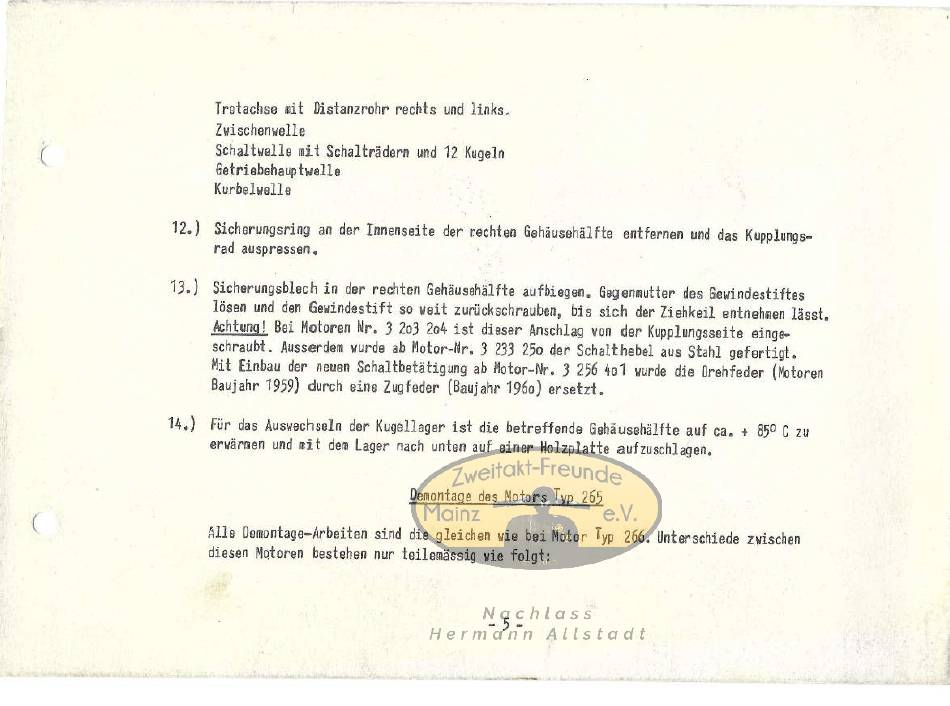 Tretachse mit Distanzrohr rechts und links.
Zwischenwelle
Schaltwelle mit Schalträdern und 12 Kugeln
Getriebehauptwelle
Kurbelwelle
12.) Sicherungsring an der Innenseite der rechten Gehäusehälfte entfernen und das Kupplungs-
rad auspressen.
13.) Sicherungsblech in der rechten Gehäusehälfte aufbiegen. Gegenmutter des Gewindestiftes
lösen und den Gewindestift so weit zurückschrauben, bis sich der Ziehkeil entnehmen lässt.
Achtung! Bei Motoren Nr. 3 2o3 2o4 ist dieser Anschlag von der Kupplungsseite einge-
schraubt. Ausserdem wurde ab Motor-Nr. 3 233 25o der Schalthebel aus Stahl gefertigt.
Mit Einbau der neuen Schaltbetätigung ab Motor-Nr. 3 256 4o1 wurde die Drehfeder (Motoren
Baujahr 1959) durch eine Zugfeder (Baujahr 196o) ersetzt.
14.) Für das Auswechseln der Kugellager ist die betreffende Gehäusehälfte auf ca. + 85° C zu
erwärmen und mit dem Lager nach unten auf einer Holzplatte aufzuschlagen.
Zweitakt-Freunde
Demontage des Motors Typ 265
Mainz e.V.
Alle Demontage-Arbeiten sind die gleichen wie bei Motor Typ 266. Unterschiede zwischen
diesen Motoren bestehen nur teilemässig wie folgt:
Nachlass
- 5 -
Hermann Allstadt